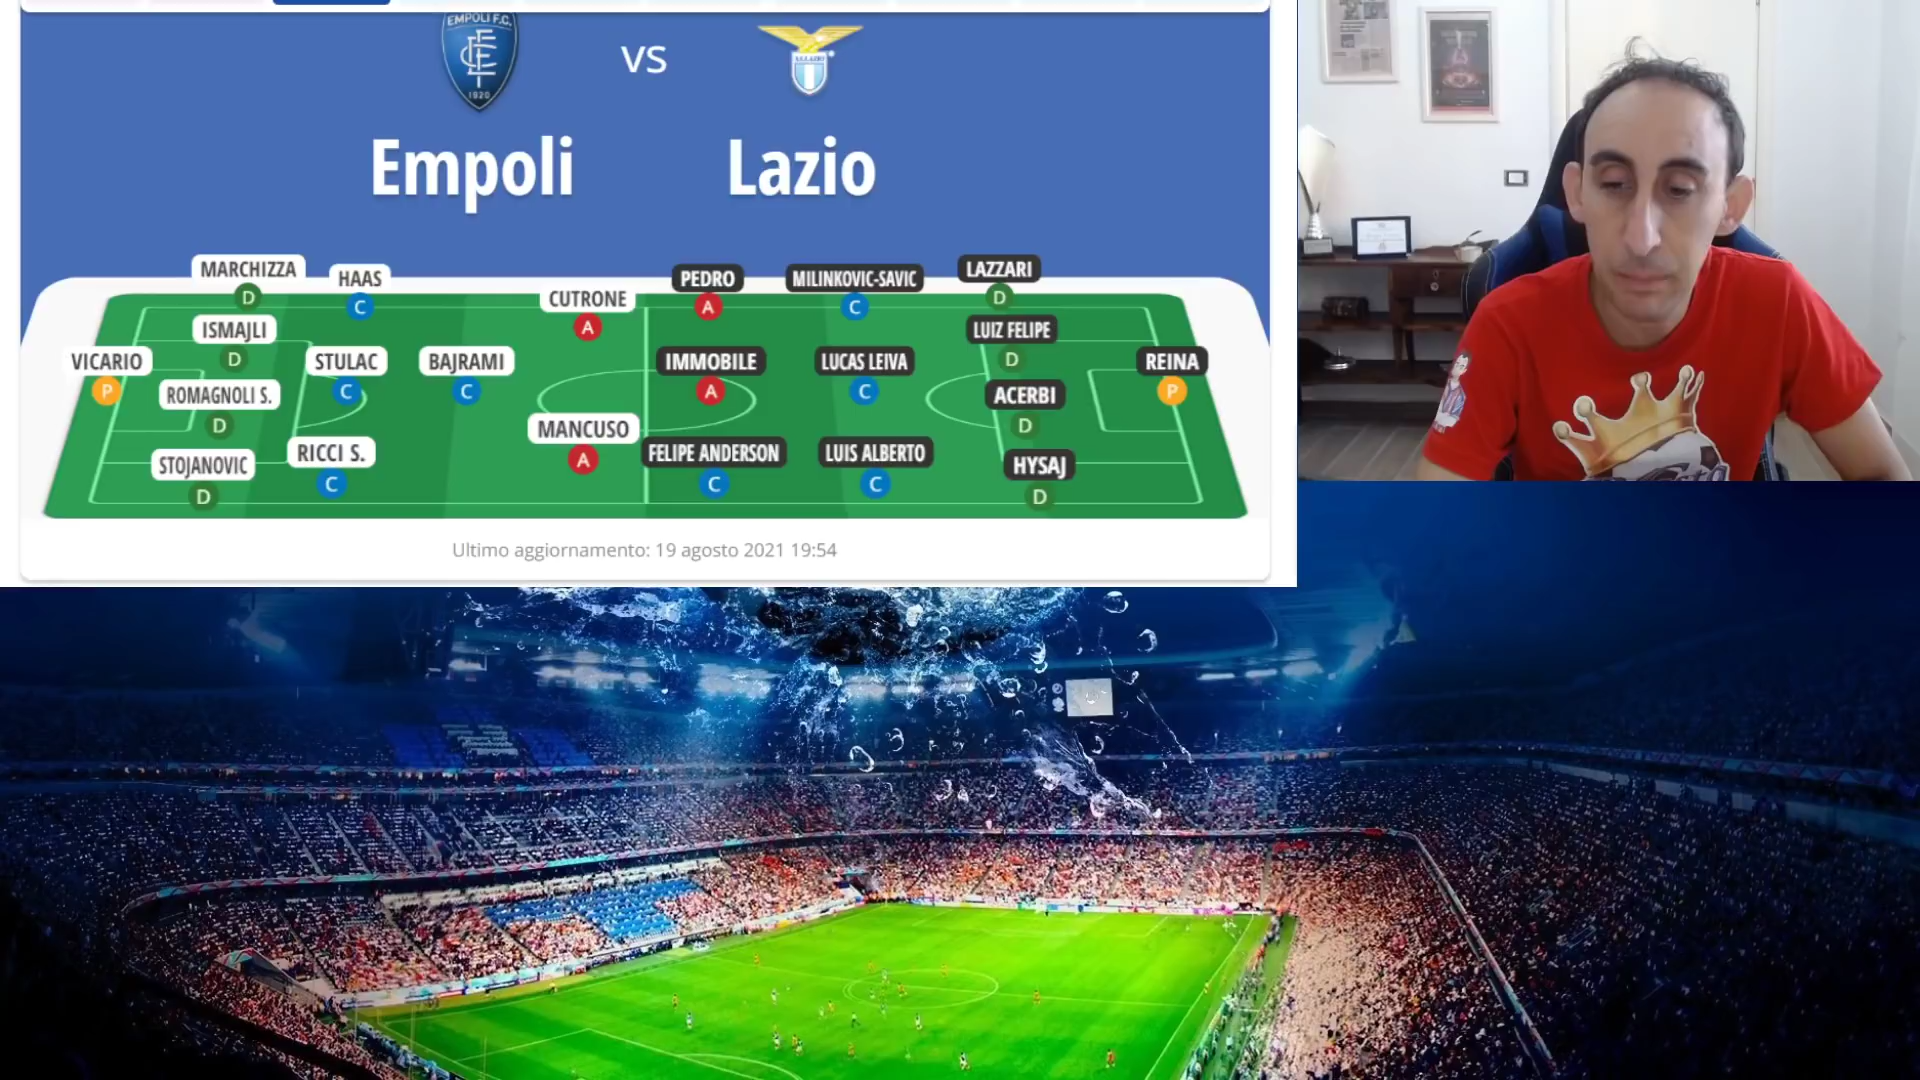 EMPOLI F.C.
1920
VS
Empoli
Lazio
MARCHIZZA
D
HAAS
C
CUTRONE
A
PEDRO
A
MILINKOVIC-SAVIC
C
LAZZARI
D
ISMAJLI
D
LUIZ FELIPE
D
VICARIO
P
STULAC
C
BAJRAMI
C
IMMOBILE
A
LUCAS LEIVA
C
REINA
P
ROMAGNOLI S.
D
ACERBI
D
MANCUSO
A
STOJANOVIC
D
RICCI S.
C
FELIPE ANDERSON
C
LUIS ALBERTO
C
HYSAJ
D
Ultimo aggiornamento: 19 agosto 2021 19:54